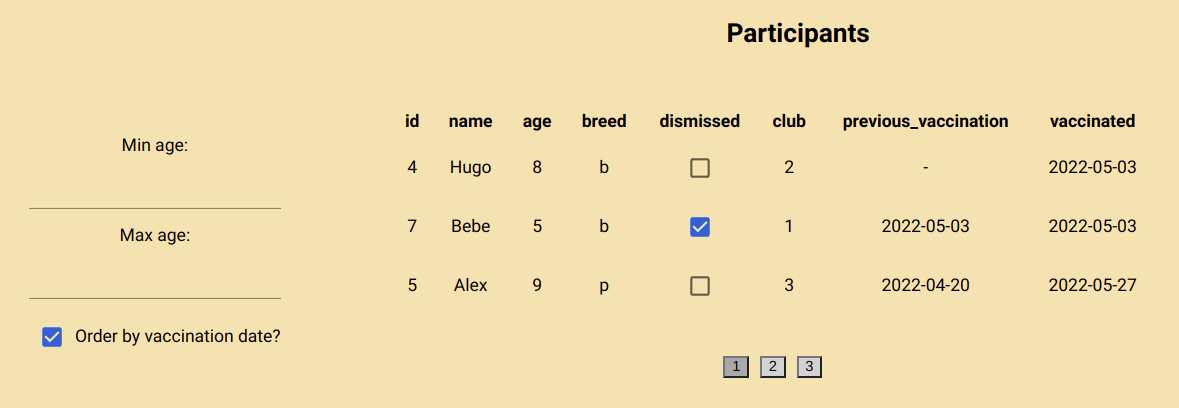 Participants
Min age:
Max age:
Order by vaccination date?
id name age breed dismissed club previous_vaccination vaccinated
4 Hugo 8 b 2 - 2022-05-03
7 Bebe 5 b 1 2022-05-03 2022-05-03
5 Alex 9 p 3 2022-04-20 2022-05-27
1 2 3